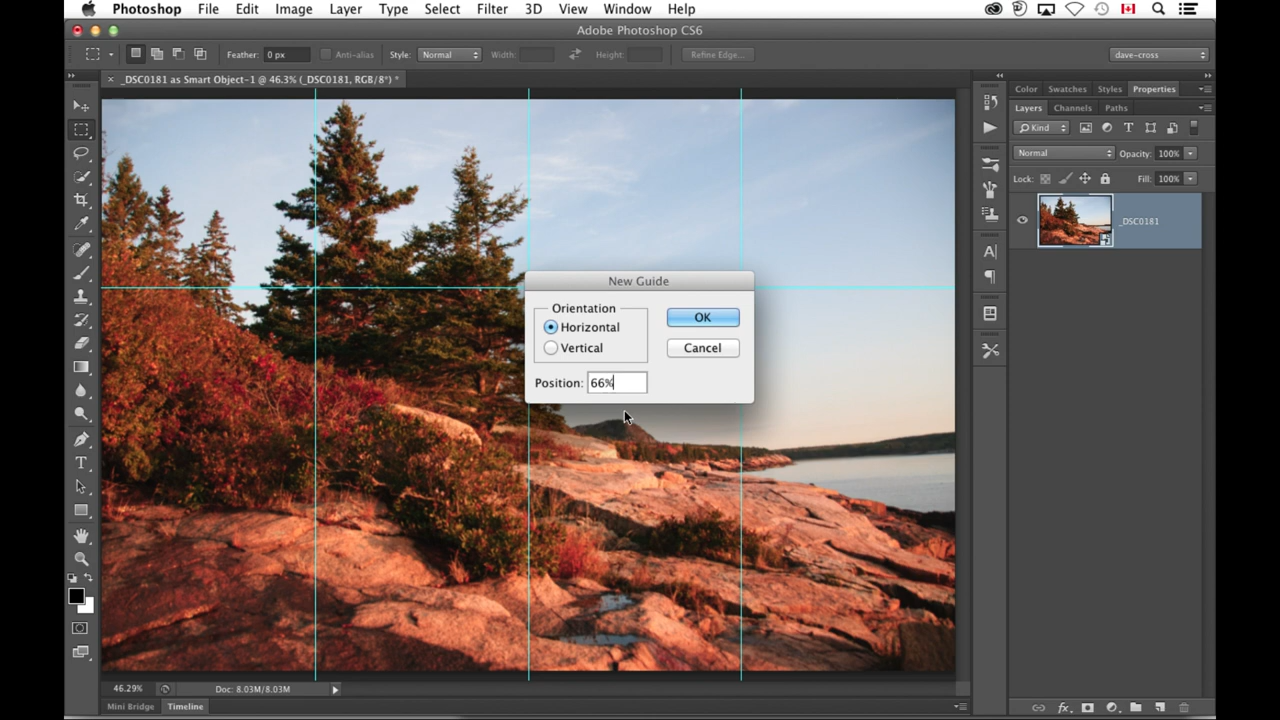 Photoshop File Edit Image Layer Type Select Filter 3D View Window Help
Adobe Photoshop CS6
Feather: 0 px Anti-alias Style: Normal Width: Height: Refine Edge... dave-cross
× _DSC0181 as Smart Object-1 @ 46.3% (_DSC0181, RGB/8*) *
Color Swatches Styles Properties
Layers Channels Paths
Kind
Normal Opacity: 100%
Lock: Fill: 100%
_DSC0181
New Guide
Orientation
Horizontal
Vertical
OK
Cancel
Position: 66%
46.29% Doc: 8.03M/8.03M
Mini Bridge Timeline